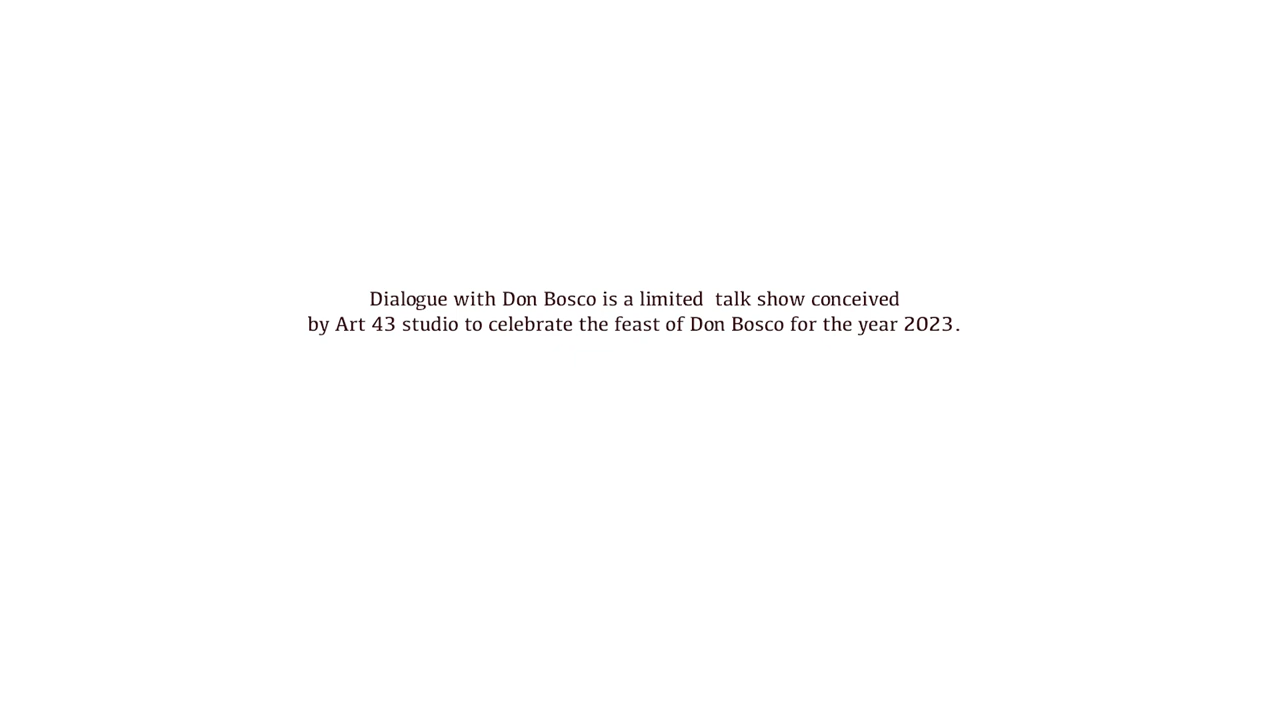 Dialogue with Don Bosco is a limited  talk show conceived
by Art 43 studio to celebrate the feast of Don Bosco for the year 2023.